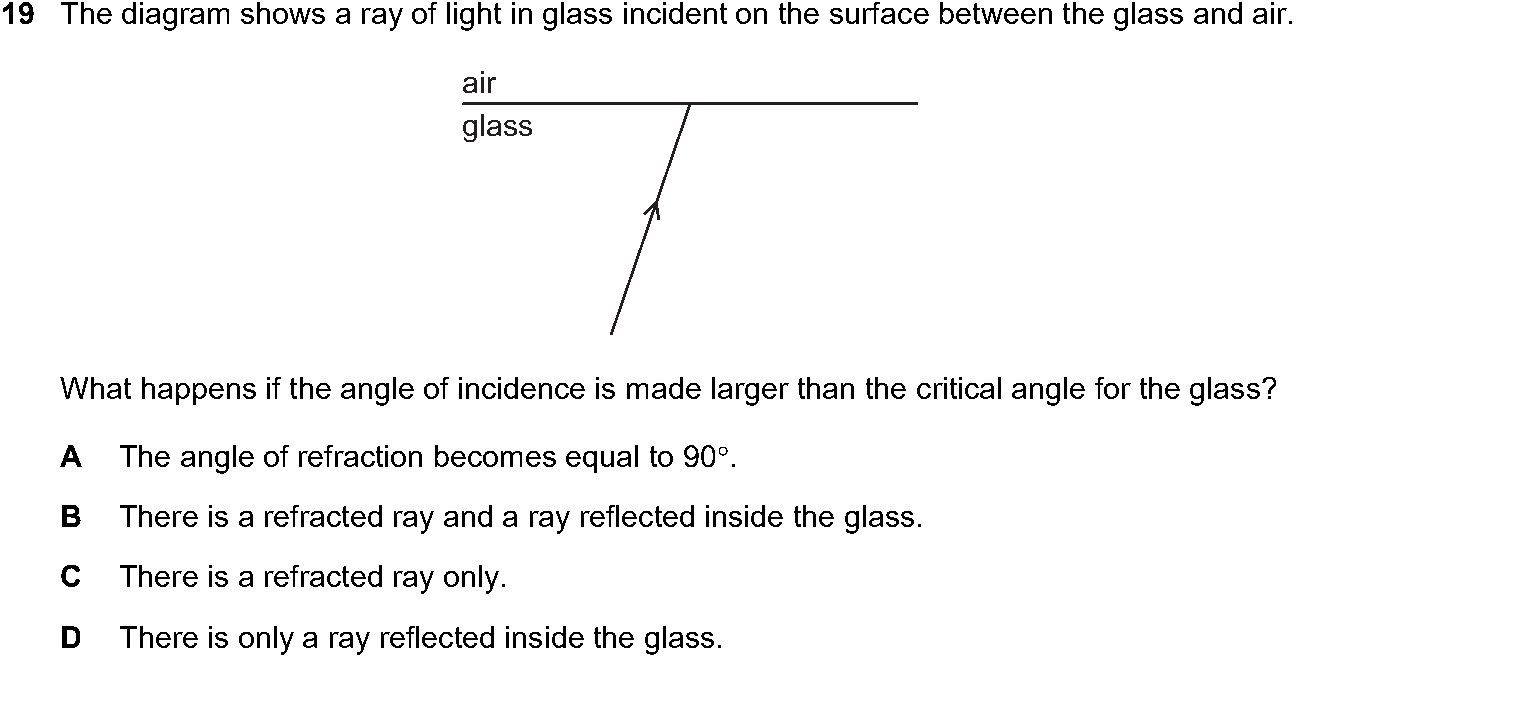 19 The diagram shows a ray of light in glass incident on the surface between the glass and air.
air
glass
What happens if the angle of incidence is made larger than the critical angle for the glass?
A The angle of refraction becomes equal to 90°.
B There is a refracted ray and a ray reflected inside the glass.
C There is a refracted ray only.
D There is only a ray reflected inside the glass.